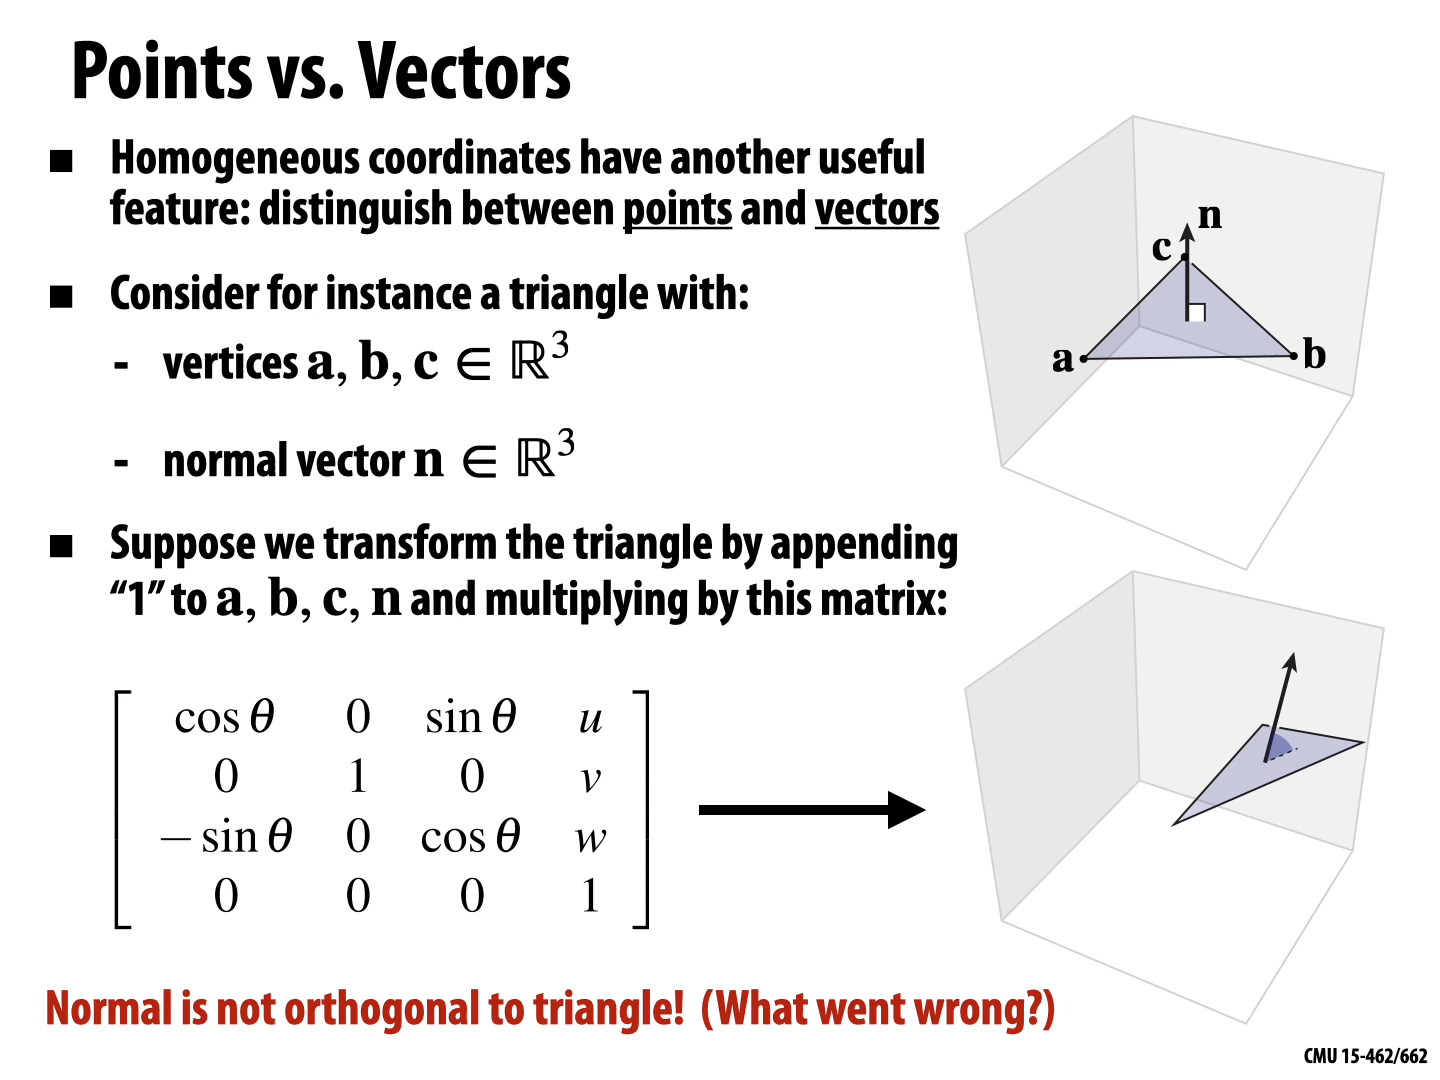 Points vs. Vectors
■ Homogeneous coordinates have another useful
feature: distinguish between points and vectors
■ Consider for instance a triangle with:
- vertices a, b, c ∈ ℝ³
- normal vector n ∈ ℝ³
■ Suppose we transform the triangle by appending
“1” to a, b, c, n and multiplying by this matrix:
cos θ 0 sin θ u
0 1 0 v
− sin θ 0 cos θ w
0 0 0 1
Normal is not orthogonal to triangle! (What went wrong?)
n
c
a
b
CMU 15-462/662